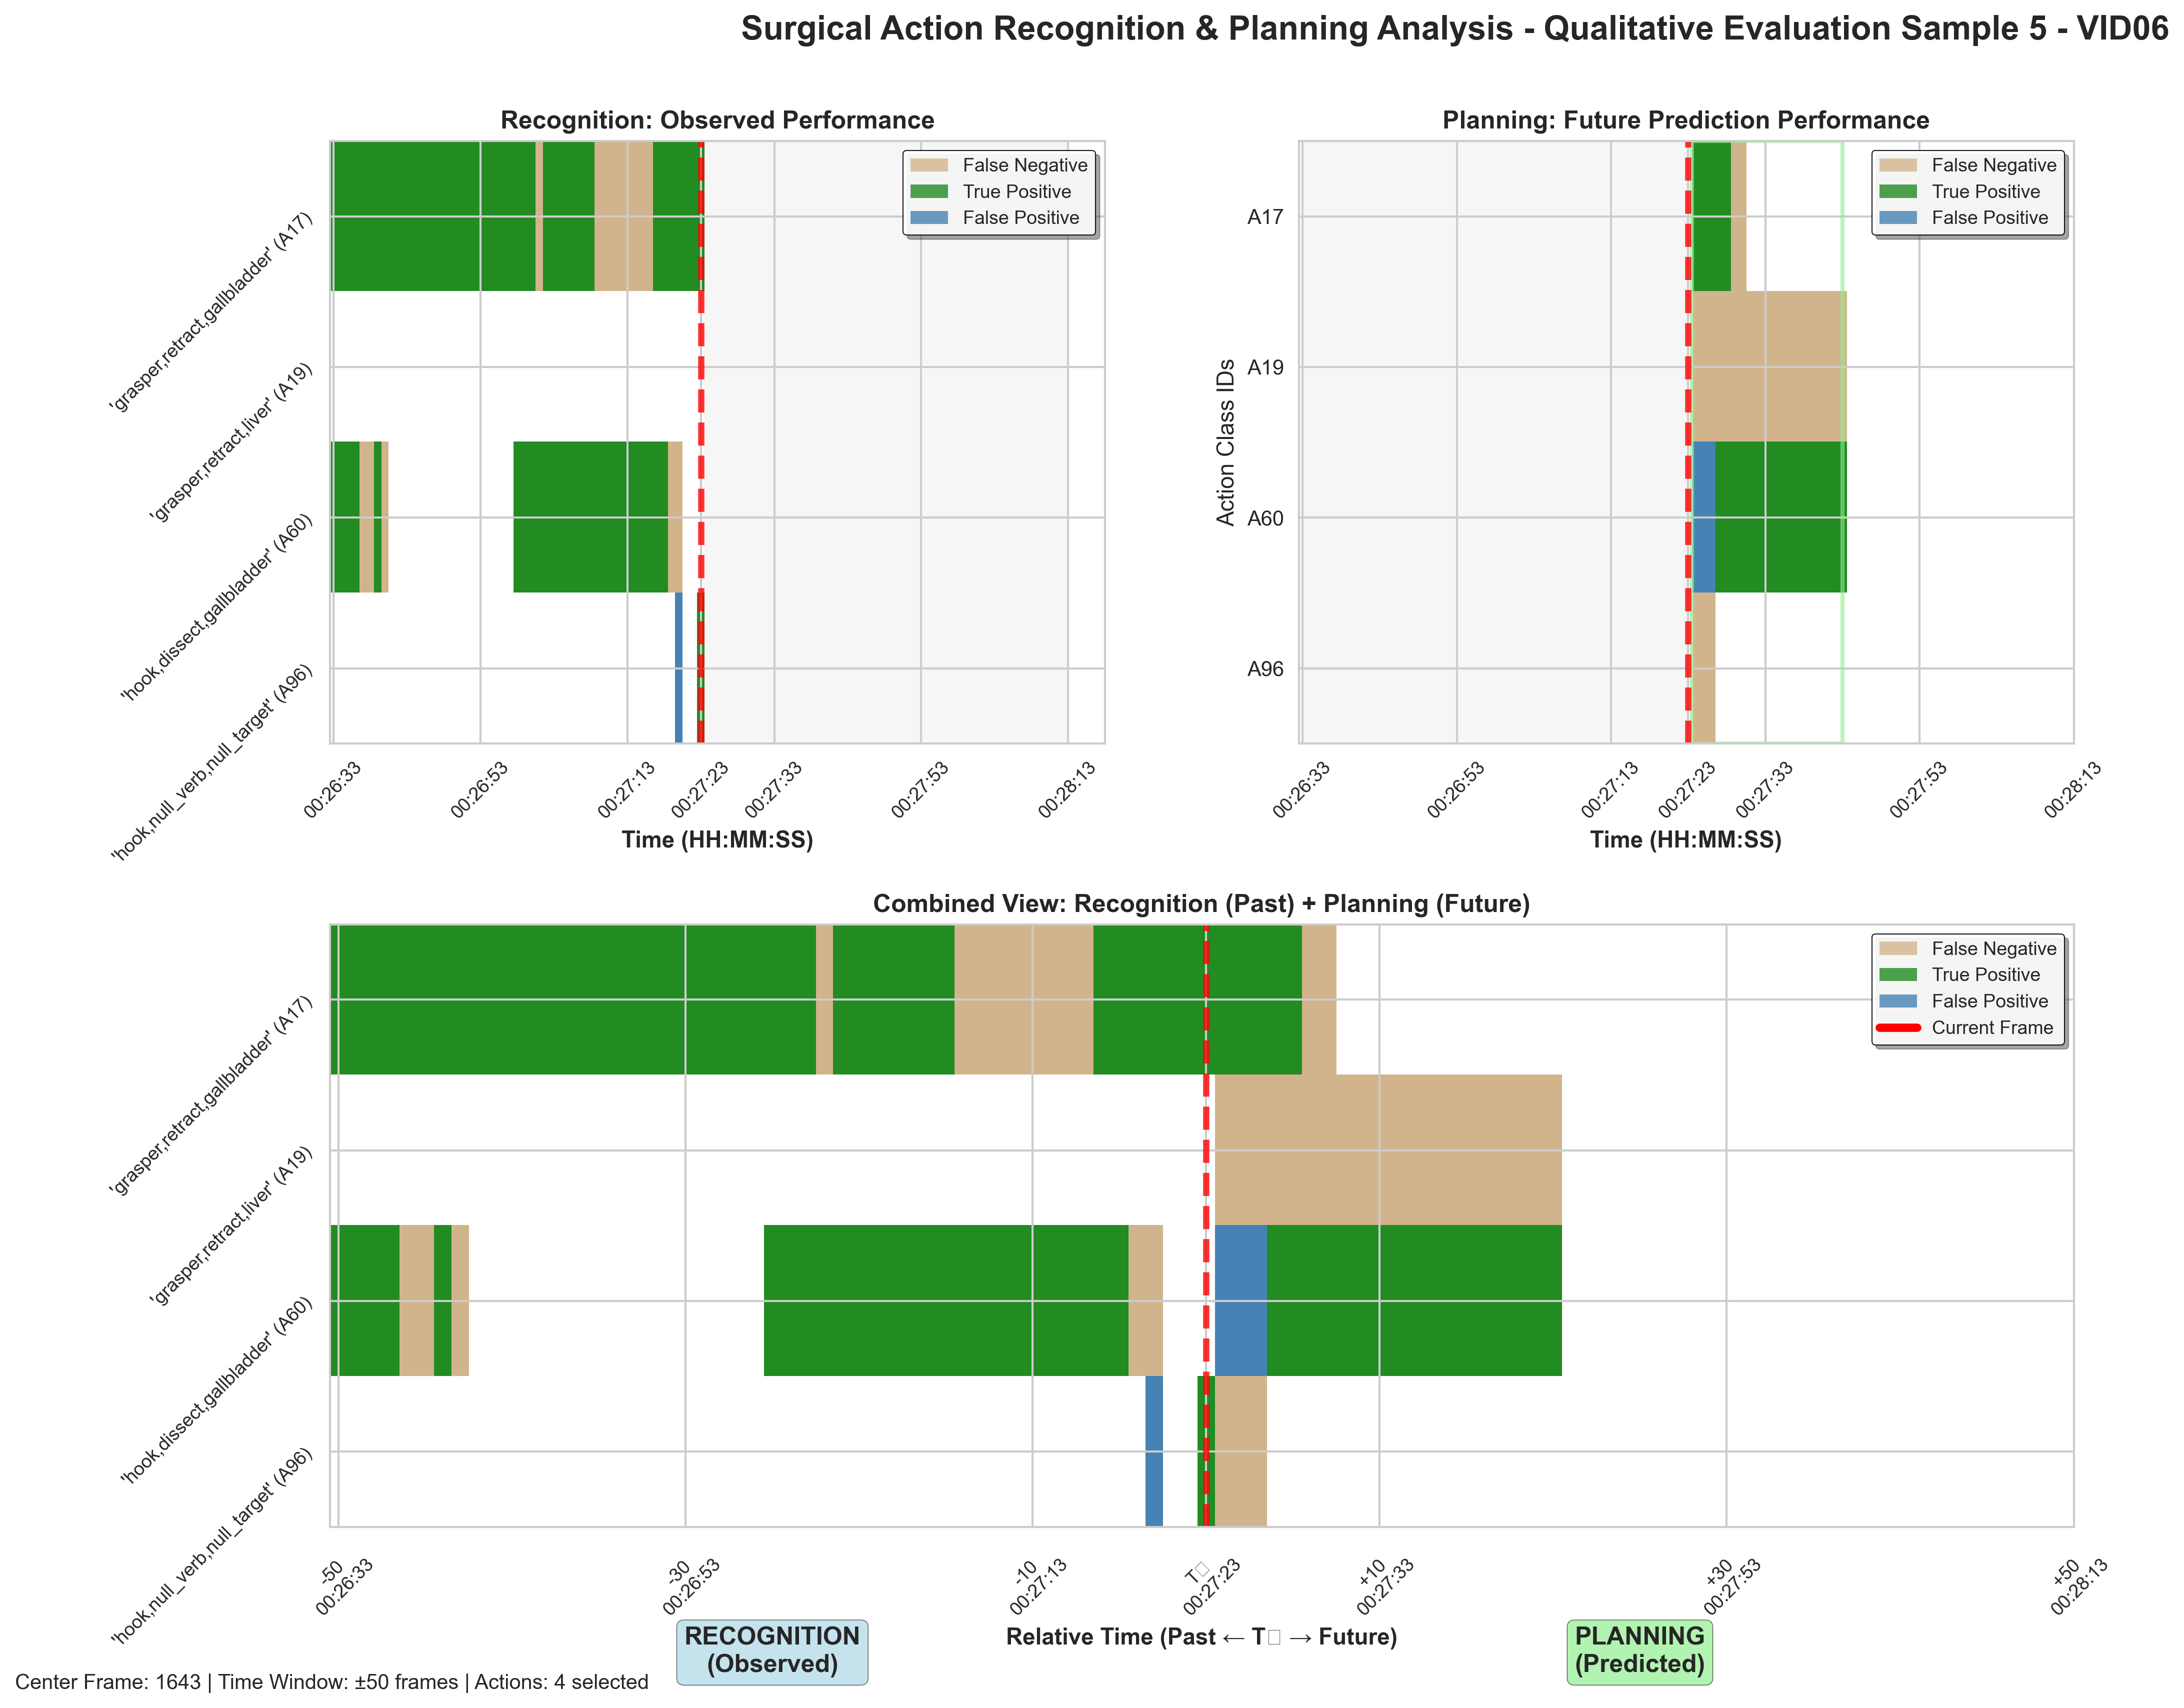 Surgical Action Recognition & Planning Analysis - Qualitative Evaluation Sample 5 - VID06
Recognition: Observed Performance
False Negative
True Positive
False Positive
'grasper,retract,gallbladder' (A17)
'grasper,retract,liver' (A19)
'hook,dissect,gallbladder' (A60)
'hook,null_verb,null_target' (A96)
00:26:33
00:26:53
00:27:13
00:27:23
00:27:33
00:27:53
00:28:13
Time (HH:MM:SS)
Planning: Future Prediction Performance
False Negative
True Positive
False Positive
Action Class IDs
A17
A19
A60
A96
00:26:33
00:26:53
00:27:13
00:27:23
00:27:33
00:27:53
00:28:13
Time (HH:MM:SS)
Combined View: Recognition (Past) + Planning (Future)
False Negative
True Positive
False Positive
Current Frame
'grasper,retract,gallbladder' (A17)
'grasper,retract,liver' (A19)
'hook,dissect,gallbladder' (A60)
'hook,null_verb,null_target' (A96)
-50
00:26:33
-30
00:26:53
-10
00:27:13
T□
00:27:23
+10
00:27:33
+30
00:27:53
+50
00:28:13
Relative Time (Past ← T□ → Future)
RECOGNITION
(Observed)
PLANNING
(Predicted)
Center Frame: 1643 | Time Window: ±50 frames | Actions: 4 selected